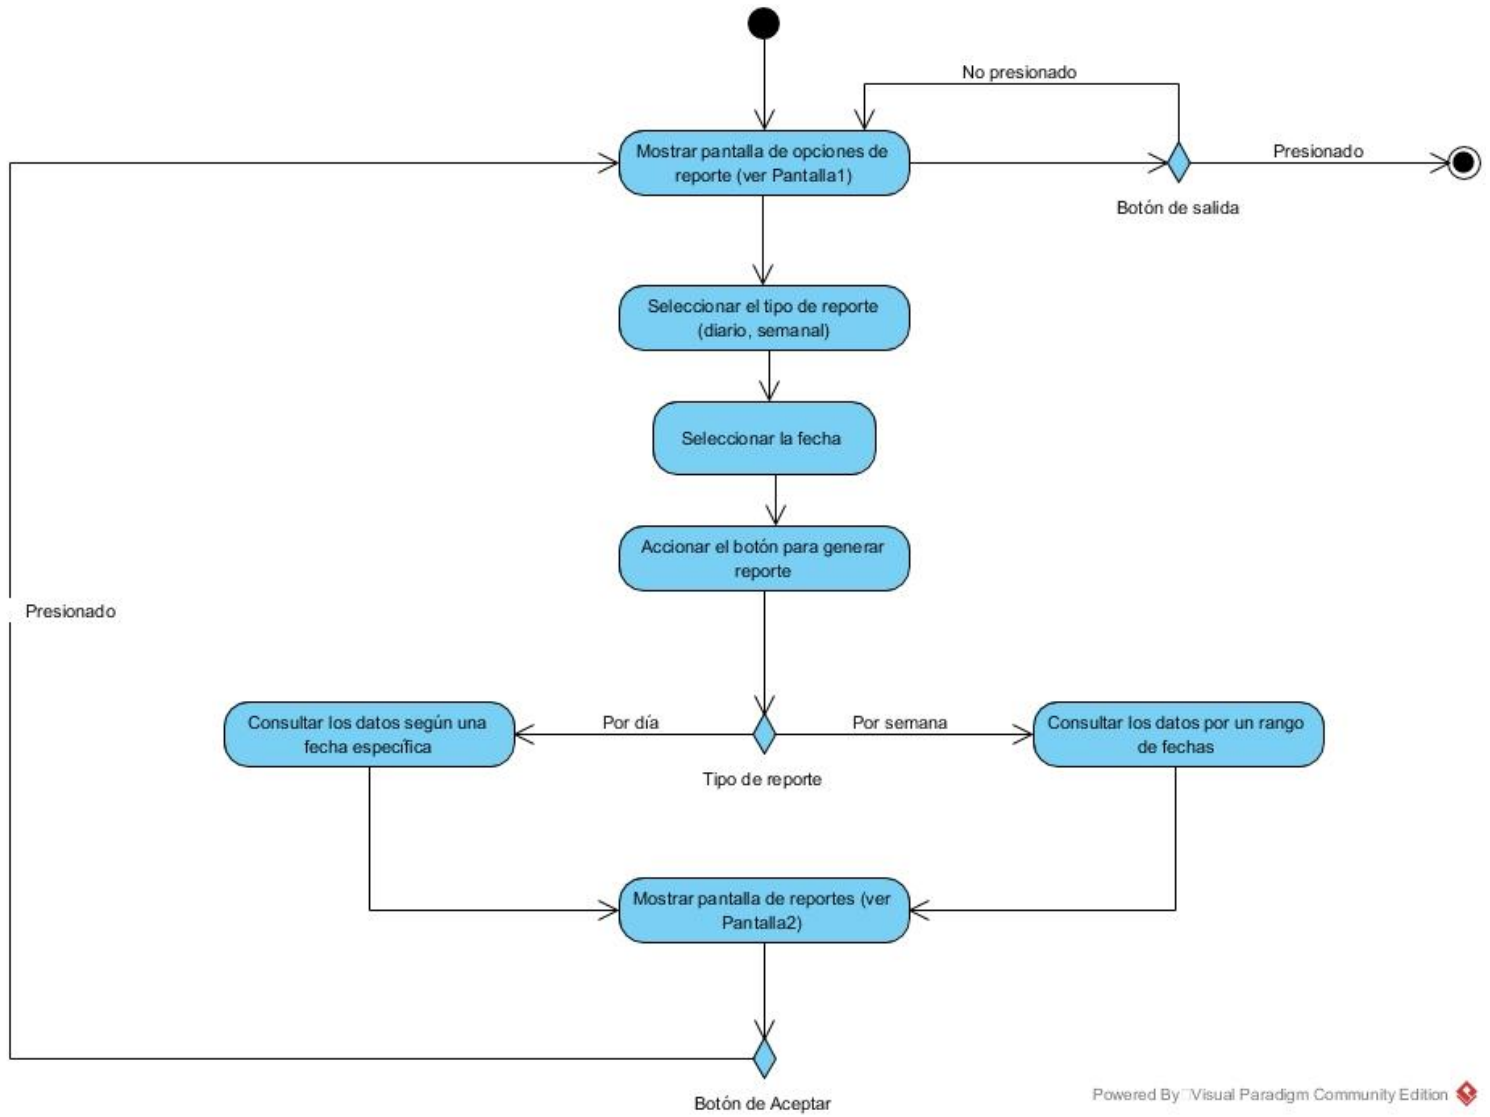 No presionado
Mostrar pantalla de opciones de
reporte (ver Pantalla1)
Presionado
Botón de salida
Seleccionar el tipo de reporte
(diario, semanal)
Seleccionar la fecha
Accionar el botón para generar
reporte
Presionado
Consultar los datos según una
fecha específica
Por día
Por semana
Consultar los datos por un rango
de fechas
Tipo de reporte
Mostrar pantalla de reportes (ver
Pantalla2)
Botón de Aceptar
Powered By Visual Paradigm Community Edition